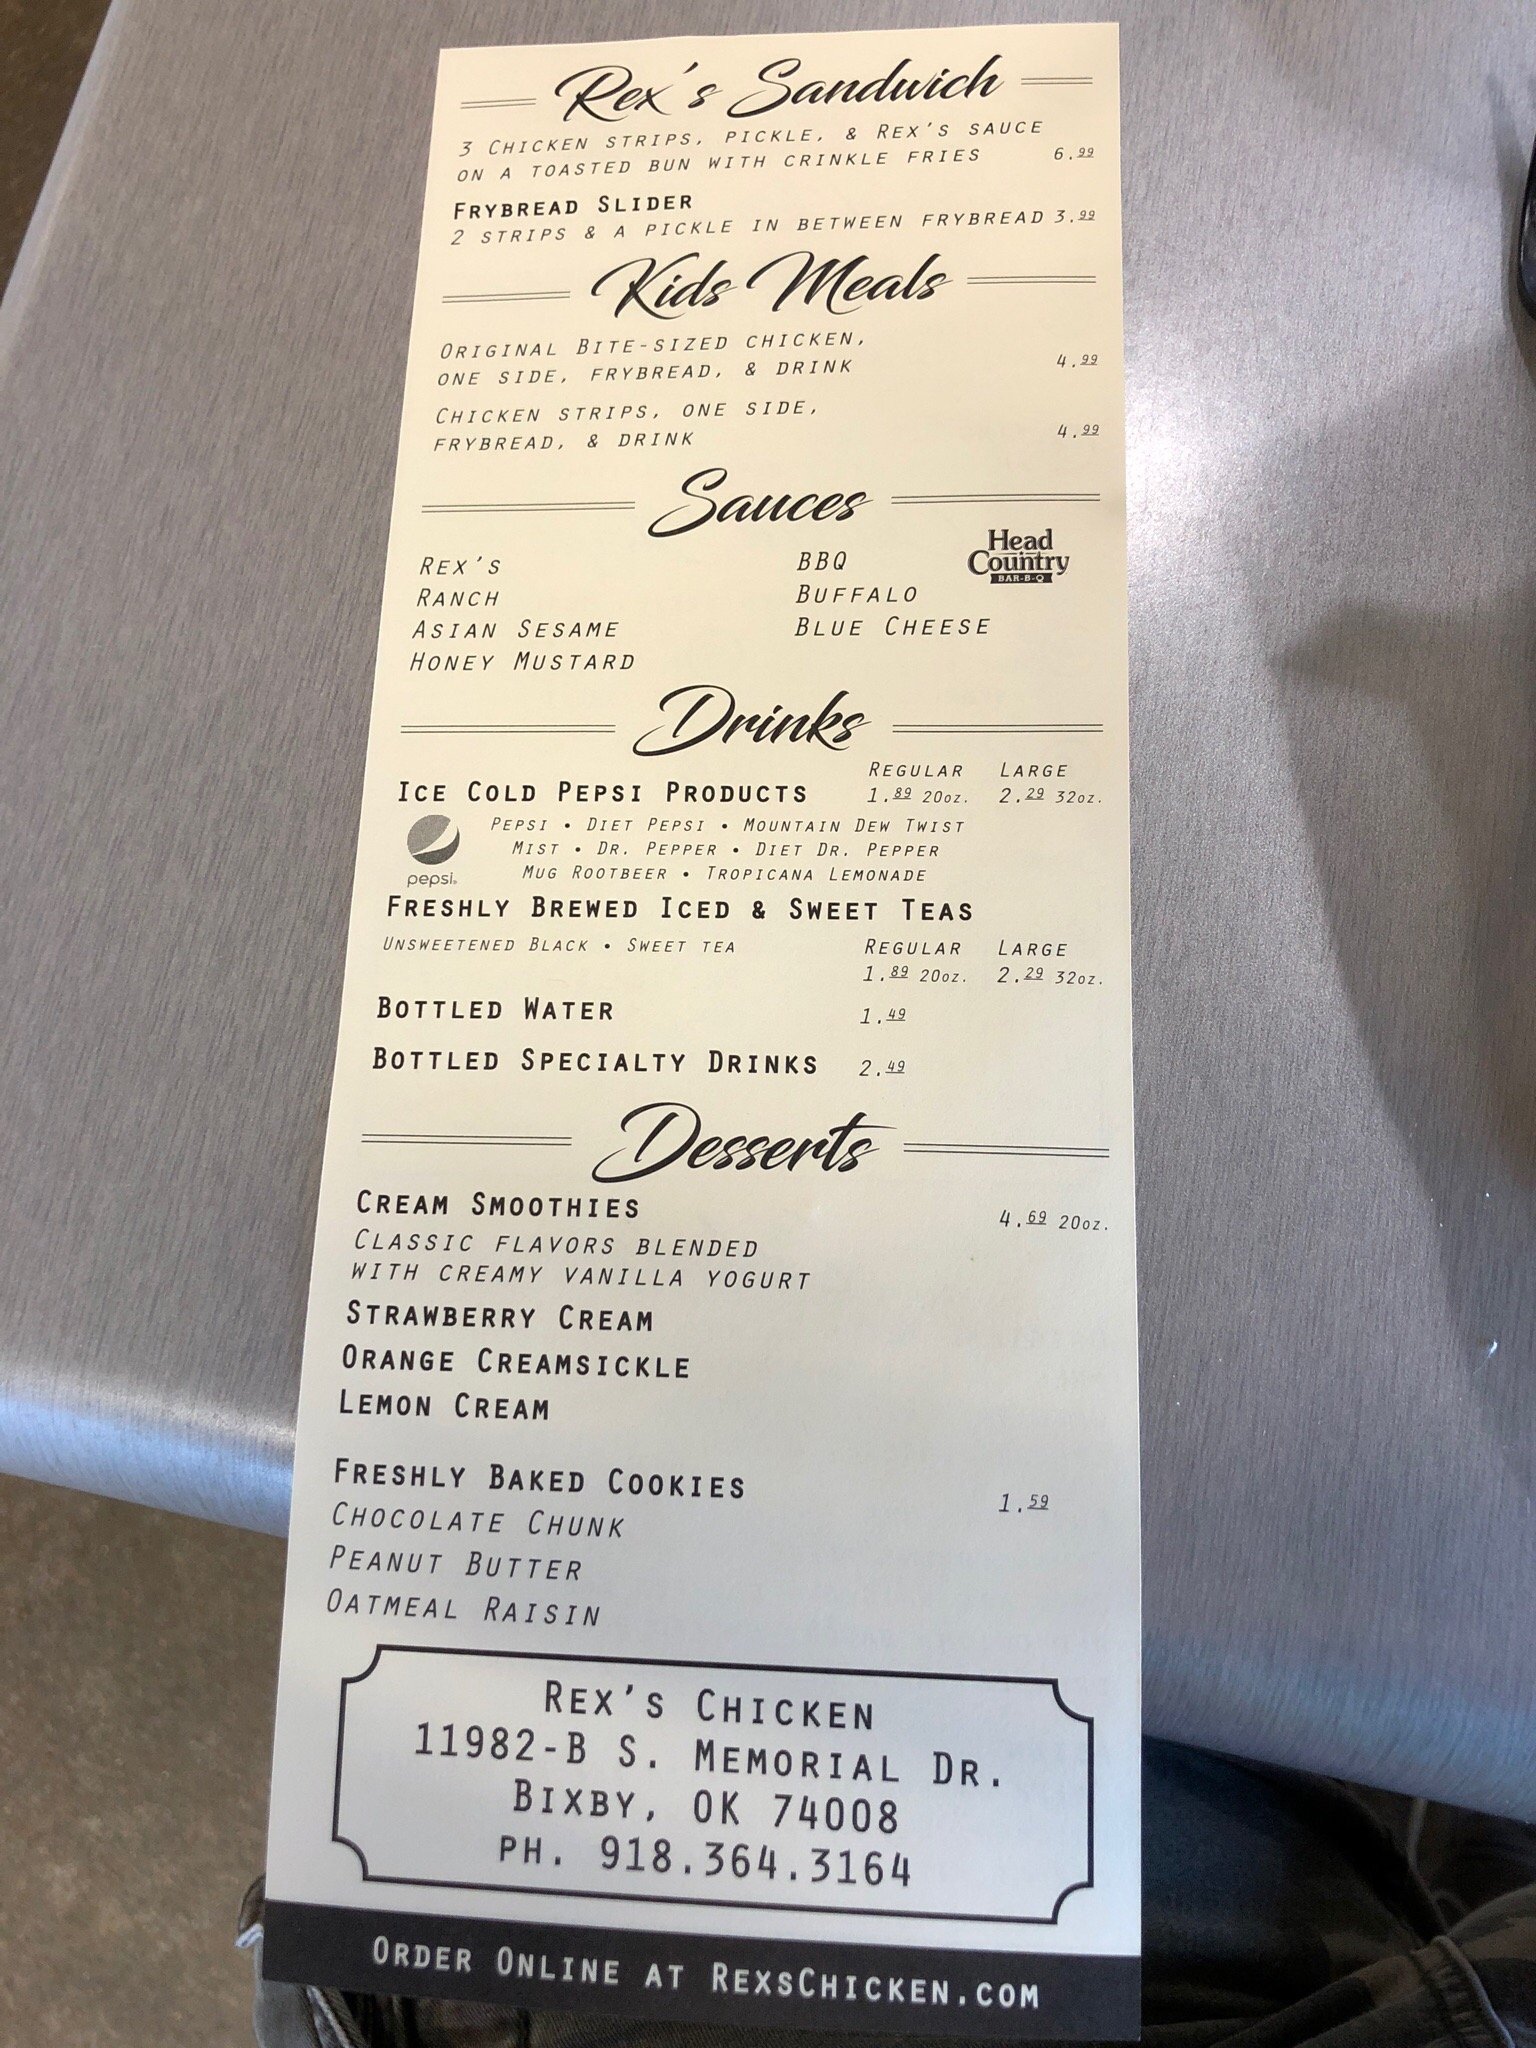 Rex's Sandwich
3 Chicken strips, pickle, & Rex's sauce
on a toasted bun with crinkle fries 6.99
Frybread Slider
2 strips & a pickle in between frybread 3.99
Kids Meals
Original Bite-sized chicken,
one side, frybread, & drink 4.99
Chicken strips, one side,
frybread, & drink 4.99
Sauces
Rex's BBQ Head Country BAR-B-Q
Ranch Buffalo
Asian Sesame Blue Cheese
Honey Mustard
Drinks
Regular Large
Ice Cold Pepsi Products 1.89 20oz. 2.29 32oz.
Pepsi • Diet Pepsi • Mountain Dew Twist
Mist • Dr. Pepper • Diet Dr. Pepper
pepsi Mug Rootbeer • Tropicana Lemonade
Freshly Brewed Iced & Sweet Teas
Unsweetened Black • Sweet tea Regular Large
1.89 20oz. 2.29 32oz.
Bottled Water 1.49
Bottled Specialty Drinks 2.49
Desserts
Cream Smoothies 4.69 20oz.
Classic flavors blended
with creamy vanilla yogurt
Strawberry Cream
Orange Creamsickle
Lemon Cream
Freshly Baked Cookies 1.59
Chocolate Chunk
Peanut Butter
Oatmeal Raisin
Rex's Chicken
11982-B S. Memorial Dr.
Bixby, OK 74008
ph. 918.364.3164
Order Online at RexsChicken.com